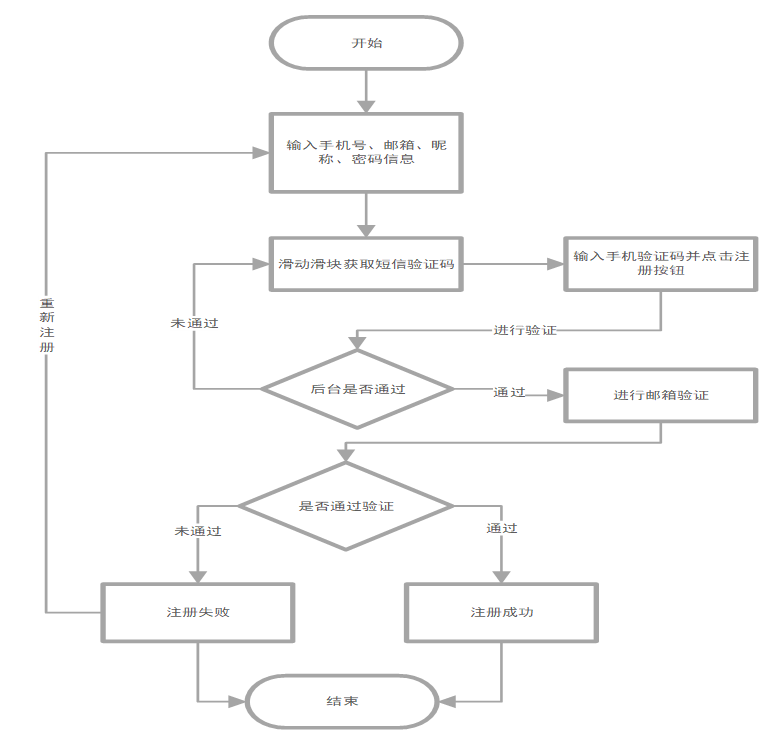 开始
输入手机号、邮箱、昵
称、密码信息
滑动滑块获取短信验证码
输入手机验证码并点击注
册按钮
重
新
注
册
未通过
进行验证
后台是否通过
通过
进行邮箱验证
是否通过验证
未通过
通过
注册失败
注册成功
结束